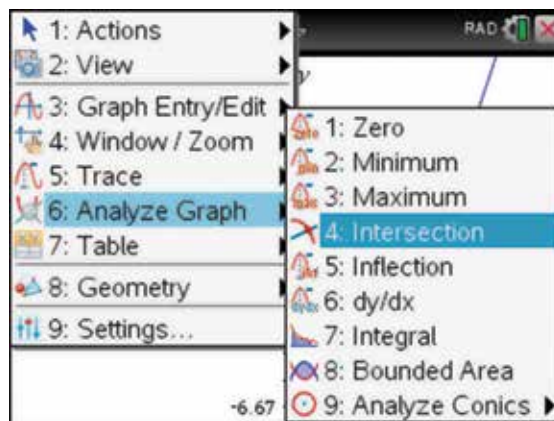 1: Actions
2: View
3: Graph Entry/Edit
4: Window / Zoom
5: Trace
6: Analyze Graph
7: Table
8: Geometry
9: Settings...
RAD
y
1: Zero
2: Minimum
3: Maximum
4: Intersection
5: Inflection
6: dy/dx
7: Integral
8: Bounded Area
9: Analyze Conics
-6.67